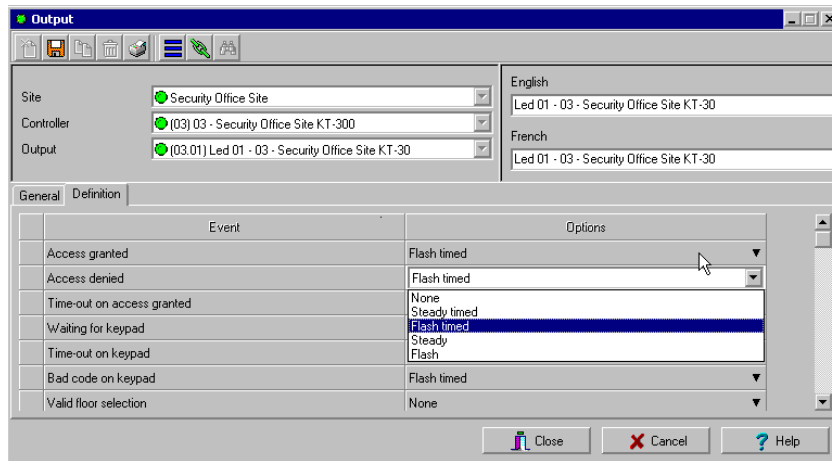 Output
Site
Security Office Site
Controller
(03) 03 - Security Office Site KT-300
Output
(03.01) Led 01 - 03 - Security Office Site KT-30
English
Led 01 - 03 - Security Office Site KT-30
French
Led 01 - 03 - Security Office Site KT-30
General Definition
Event Options
Access granted Flash timed
Access denied Flash timed
Time-out on access granted
Waiting for keypad
Time-out on keypad
None
Steady timed
Flash timed
Steady
Flash
Bad code on keypad Flash timed
Valid floor selection None
Close Cancel ? Help